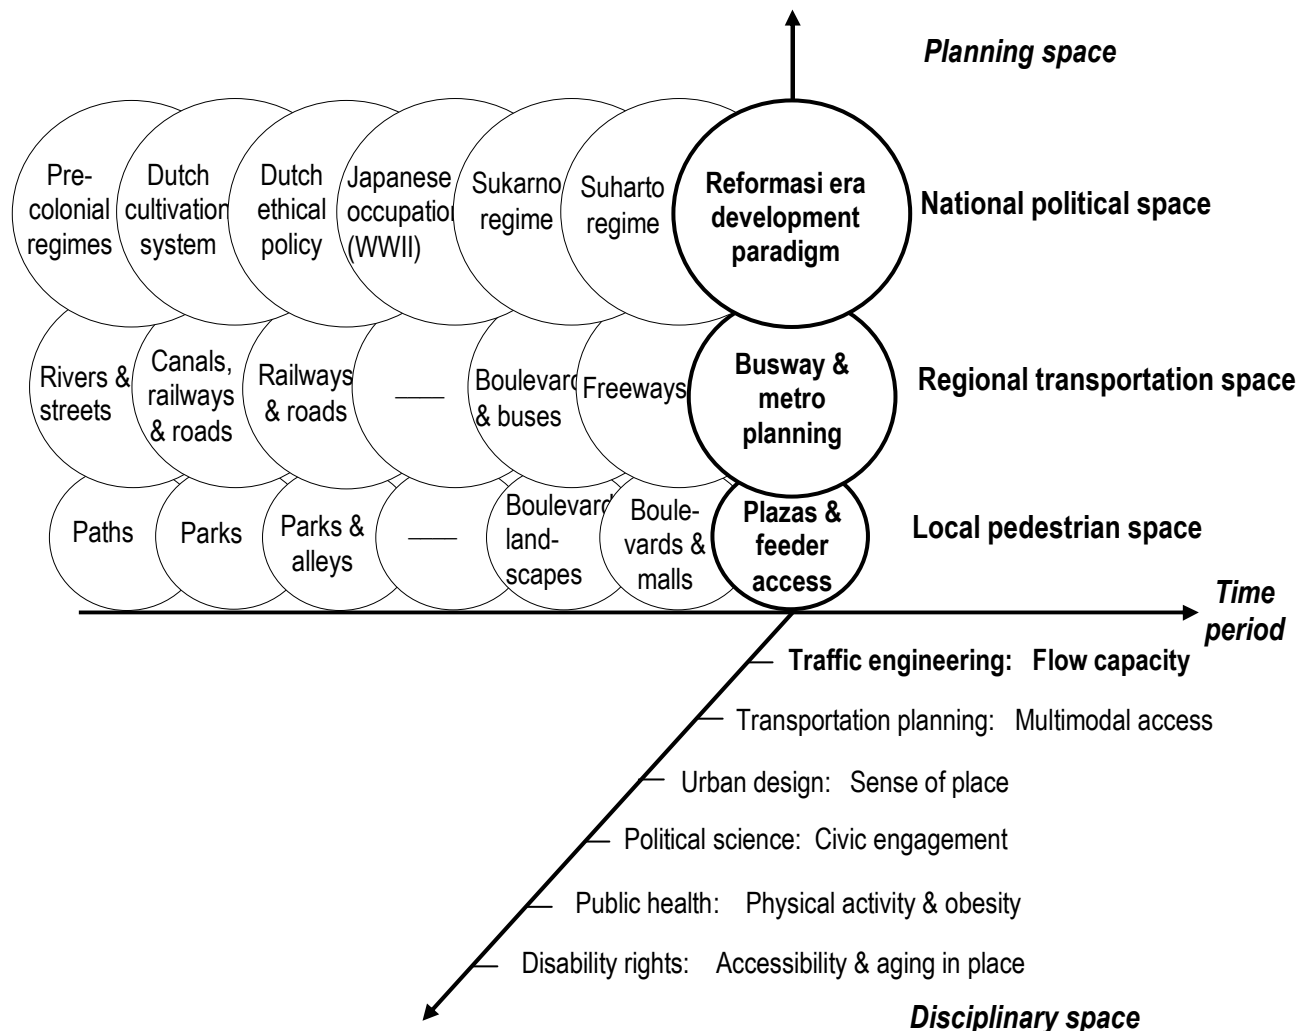 Planning space
Pre-
colonial
regimes
Dutch
cultivation
system
Dutch
ethical
policy
Japanese
occupation
(WWII)
Sukarno
regime
Suharto
regime
Reformasi era
development
paradigm
National political space
Rivers &
streets
Canals,
railways
& roads
Railways
& roads
Boulevard
& buses
Freeways
Busway &
metro
planning
Regional transportation space
Paths
Parks
Parks &
alleys
Boulevard
land-
scapes
Boule-
vards &
malls
Plazas &
feeder
access
Local pedestrian space
Time
period
Traffic engineering: Flow capacity
Transportation planning: Multimodal access
Urban design: Sense of place
Political science: Civic engagement
Public health: Physical activity & obesity
Disability rights: Accessibility & aging in place
Disciplinary space